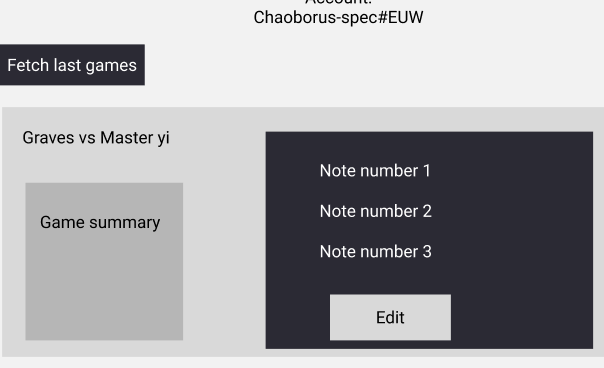 Account:
Chaoborus-spec#EUW
Fetch last games
Graves vs Master yi
Game summary
Note number 1
Note number 2
Note number 3
Edit